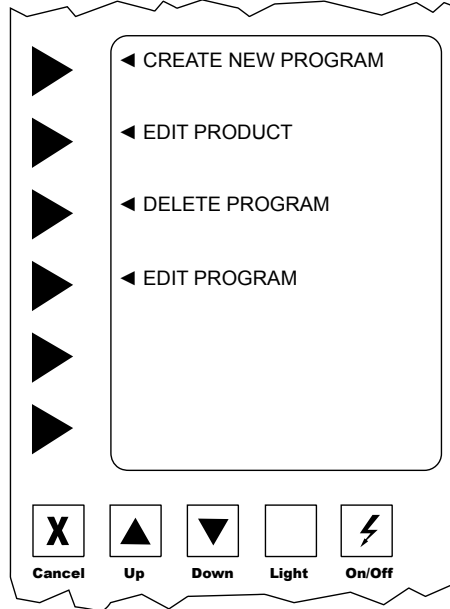 ◄ CREATE NEW PROGRAM
◄ EDIT PRODUCT
◄ DELETE PROGRAM
◄ EDIT PROGRAM
X
Cancel Up Down Light On/Off